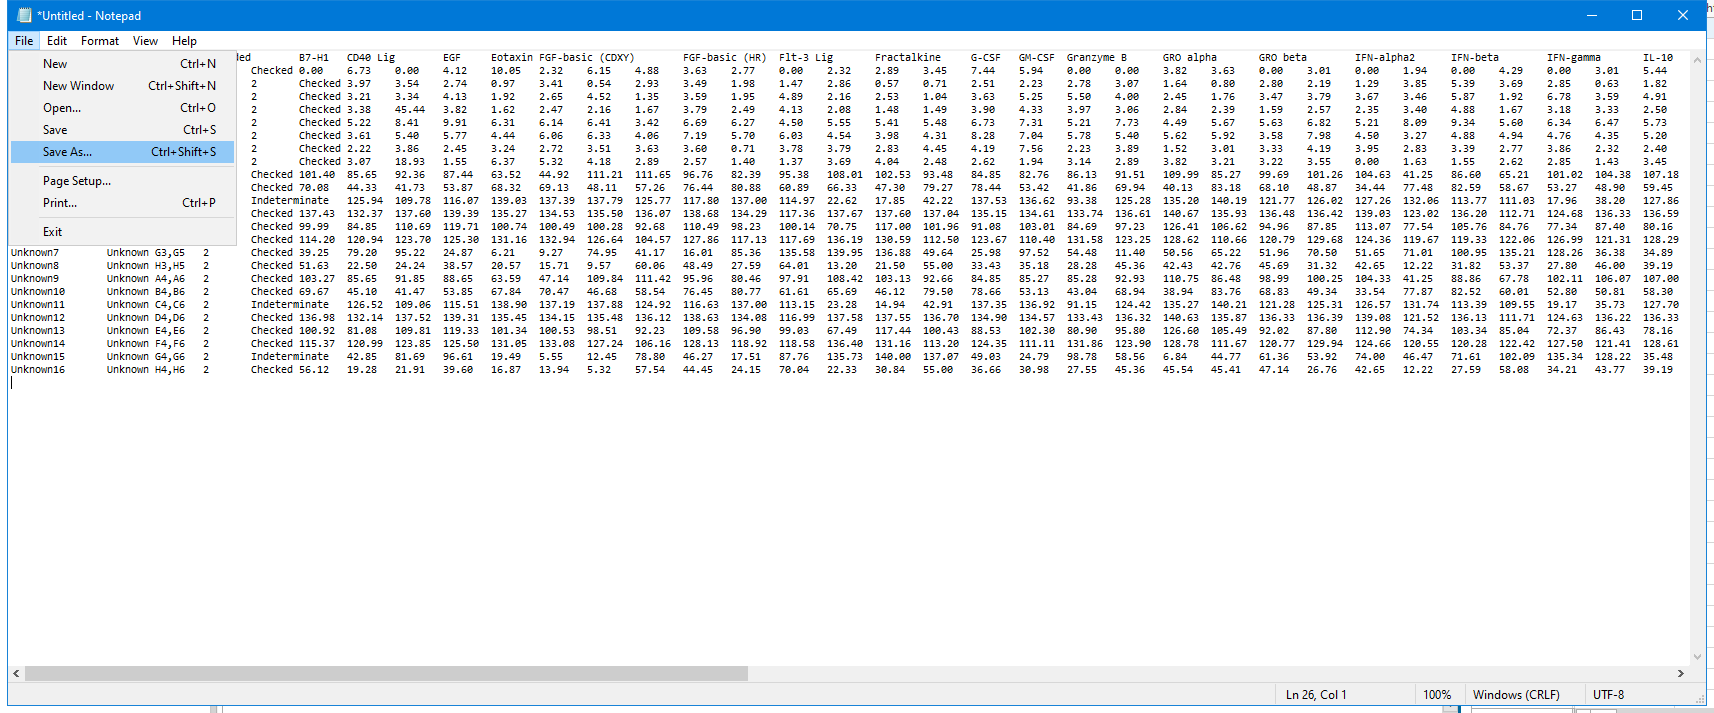 *Untitled - Notepad
File Edit Format View Help
New Ctrl+N
New Window Ctrl+Shift+N
Open... Ctrl+O
Save Ctrl+S
Save As... Ctrl+Shift+S
Page Setup...
Print... Ctrl+P
Exit
ded B7-H1 CD40 Lig EGF Eotaxin FGF-basic (CDXY) FGF-basic (HR) Flt-3 Lig Fractalkine G-CSF GM-CSF Granzyme B GRO alpha GRO beta IFN-alpha2 IFN-beta IFN-gamma IL-10
Checked 0.00 6.73 0.00 4.12 10.05 2.32 6.15 4.88 3.63 2.77 0.00 2.32 2.89 3.45 7.44 5.94 0.00 0.00 3.82 3.63 0.00 3.01 0.00 1.94 0.00 4.29 0.00 3.01 5.44
2 Checked 3.97 3.54 2.74 0.97 3.41 0.54 2.93 3.49 1.98 1.47 2.86 0.57 0.71 2.51 2.23 2.78 3.07 1.64 0.80 2.80 2.19 1.29 3.85 5.39 3.69 2.85 0.63 1.82
2 Checked 3.21 3.34 4.13 1.92 2.65 4.52 1.35 3.59 1.95 4.89 2.16 2.53 1.04 3.63 5.25 5.50 4.00 2.45 1.76 3.47 3.79 3.67 3.46 5.87 1.92 6.78 3.59 4.91
2 Checked 3.38 45.44 3.82 1.62 2.47 2.16 1.67 3.79 2.49 4.13 2.08 1.48 1.49 3.90 4.33 3.97 3.06 2.84 2.39 1.59 2.57 2.35 3.40 4.88 1.67 3.18 3.33 2.50
2 Checked 5.22 8.41 9.91 6.31 6.14 6.41 3.42 6.69 6.27 4.50 5.55 5.41 5.48 6.73 7.31 5.21 7.73 4.49 5.67 5.63 6.82 5.21 8.09 9.34 5.60 6.34 6.47 5.73
2 Checked 3.61 5.40 5.77 4.44 6.06 6.33 4.06 7.19 5.70 6.03 4.54 3.98 4.31 8.28 7.04 5.78 5.40 5.62 5.92 3.58 7.98 4.50 3.27 4.88 4.94 4.76 4.35 5.20
2 Checked 2.22 3.86 2.45 3.24 2.72 3.51 3.63 3.60 0.71 3.78 3.79 2.83 4.45 4.19 7.56 2.23 3.89 1.52 3.01 3.33 4.19 3.95 2.83 3.39 2.77 3.86 2.32 2.40
2 Checked 3.07 18.93 1.55 6.37 5.32 4.18 2.89 2.57 1.40 1.37 3.69 4.04 2.48 2.62 1.94 3.14 2.89 3.82 3.21 3.22 3.55 0.00 1.63 1.55 2.62 2.85 1.43 3.45
Checked 101.40 85.65 92.36 87.44 63.52 44.92 111.21 111.65 96.76 82.39 95.38 108.01 102.53 93.48 84.85 82.76 86.13 91.51 109.99 85.27 99.69 101.26 104.63 41.25 86.60 65.21 101.02 104.38 107.18
Checked 70.08 44.33 41.73 53.87 68.32 69.13 48.11 57.26 76.44 80.88 60.89 66.33 47.30 79.27 78.44 53.42 41.86 69.94 40.13 83.18 68.10 48.87 34.44 77.48 82.59 58.67 53.27 48.90 59.45
Indeterminate 125.94 109.78 116.07 139.03 137.39 137.79 125.77 117.80 137.00 114.97 22.62 17.85 42.22 137.53 136.62 93.38 125.28 135.20 140.19 121.77 126.02 127.26 132.06 113.77 111.03 17.96 38.20 127.86
Checked 137.43 132.37 137.60 139.39 135.27 134.53 135.50 136.07 138.68 134.29 117.36 137.67 137.60 137.04 135.15 134.61 133.74 136.61 140.67 135.93 136.48 136.42 139.03 123.02 136.20 112.71 124.68 136.33 136.59
Checked 99.99 84.85 110.69 119.71 100.74 100.49 100.28 92.68 110.49 98.23 100.14 70.75 117.00 101.96 91.08 103.01 84.69 97.23 126.41 106.62 94.96 87.85 113.07 77.54 105.76 84.76 77.34 87.40 80.16
Checked 114.20 120.94 123.70 125.30 131.16 132.94 126.64 104.57 127.86 117.13 117.69 136.19 130.59 112.50 123.67 110.40 131.58 123.25 128.62 110.66 120.79 129.68 124.36 119.67 119.33 122.06 126.99 121.31 128.29
Unknown7 Unknown G3,G5 2 Checked 39.25 79.20 95.22 24.87 6.21 9.27 74.95 41.17 16.01 85.36 135.58 139.95 136.88 49.64 25.98 97.52 54.48 11.40 50.56 65.22 51.96 70.50 51.65 71.01 100.95 135.21 128.26 36.38 34.89
Unknown8 Unknown H3,H5 2 Checked 51.63 22.50 24.24 38.57 20.57 15.71 9.57 60.06 48.49 27.59 64.01 13.20 21.50 55.00 33.43 35.18 28.28 45.36 42.43 42.76 45.69 31.32 42.65 12.22 31.82 53.37 27.80 46.00 39.19
Unknown9 Unknown A4,A6 2 Checked 103.27 85.65 91.85 88.65 63.59 47.14 109.84 111.42 95.96 80.46 97.91 108.42 103.13 92.66 84.85 85.27 85.28 92.93 110.75 86.48 98.99 100.25 104.33 41.25 88.86 67.78 102.11 106.07 107.00
Unknown10 Unknown B4,B6 2 Checked 69.67 45.10 41.47 53.85 67.84 70.47 46.68 58.54 76.45 80.77 61.61 65.69 46.12 79.50 78.66 53.13 43.04 68.94 38.94 83.76 68.83 49.34 33.54 77.87 82.52 60.01 52.80 50.81 58.30
Unknown11 Unknown C4,C6 2 Indeterminate 126.52 109.06 115.51 138.90 137.19 137.88 124.92 116.63 137.00 113.15 23.28 14.94 42.91 137.35 136.92 91.15 124.42 135.27 140.21 121.28 125.31 126.57 131.74 113.39 109.55 19.17 35.73 127.70
Unknown12 Unknown D4,D6 2 Checked 136.98 132.14 137.52 139.31 135.45 134.15 135.48 136.12 138.63 134.08 116.99 137.58 137.55 136.70 134.90 134.57 133.43 136.32 140.63 135.87 136.33 136.39 139.08 121.52 136.13 111.71 124.63 136.22 136.33
Unknown13 Unknown E4,E6 2 Checked 100.92 81.08 109.81 119.33 101.34 100.53 98.51 92.23 109.58 96.90 99.03 67.49 117.44 100.43 88.53 102.30 80.90 95.80 126.60 105.49 92.02 87.80 112.90 74.34 103.34 85.04 72.37 86.43 78.16
Unknown14 Unknown F4,F6 2 Checked 115.37 120.99 123.85 125.50 131.05 133.08 127.24 106.16 128.13 118.92 118.58 136.40 131.16 113.20 124.35 111.11 131.86 123.90 128.78 111.67 120.77 129.94 124.66 120.55 120.28 122.42 127.50 121.41 128.61
Unknown15 Unknown G4,G6 2 Indeterminate 42.85 81.69 96.61 19.49 5.55 12.45 78.80 46.27 17.51 87.76 135.73 140.00 137.07 49.03 24.79 98.78 58.56 6.84 44.77 61.36 53.92 74.00 46.47 71.61 102.09 135.34 128.22 35.48
Unknown16 Unknown H4,H6 2 Checked 56.12 19.28 21.91 39.60 16.87 13.94 5.32 57.54 44.45 24.15 70.04 22.33 30.84 55.00 36.66 30.98 27.55 45.36 45.54 45.41 47.14 26.76 42.65 12.22 27.59 58.08 34.21 43.77 39.19
Ln 26, Col 1 100% Windows (CRLF) UTF-8